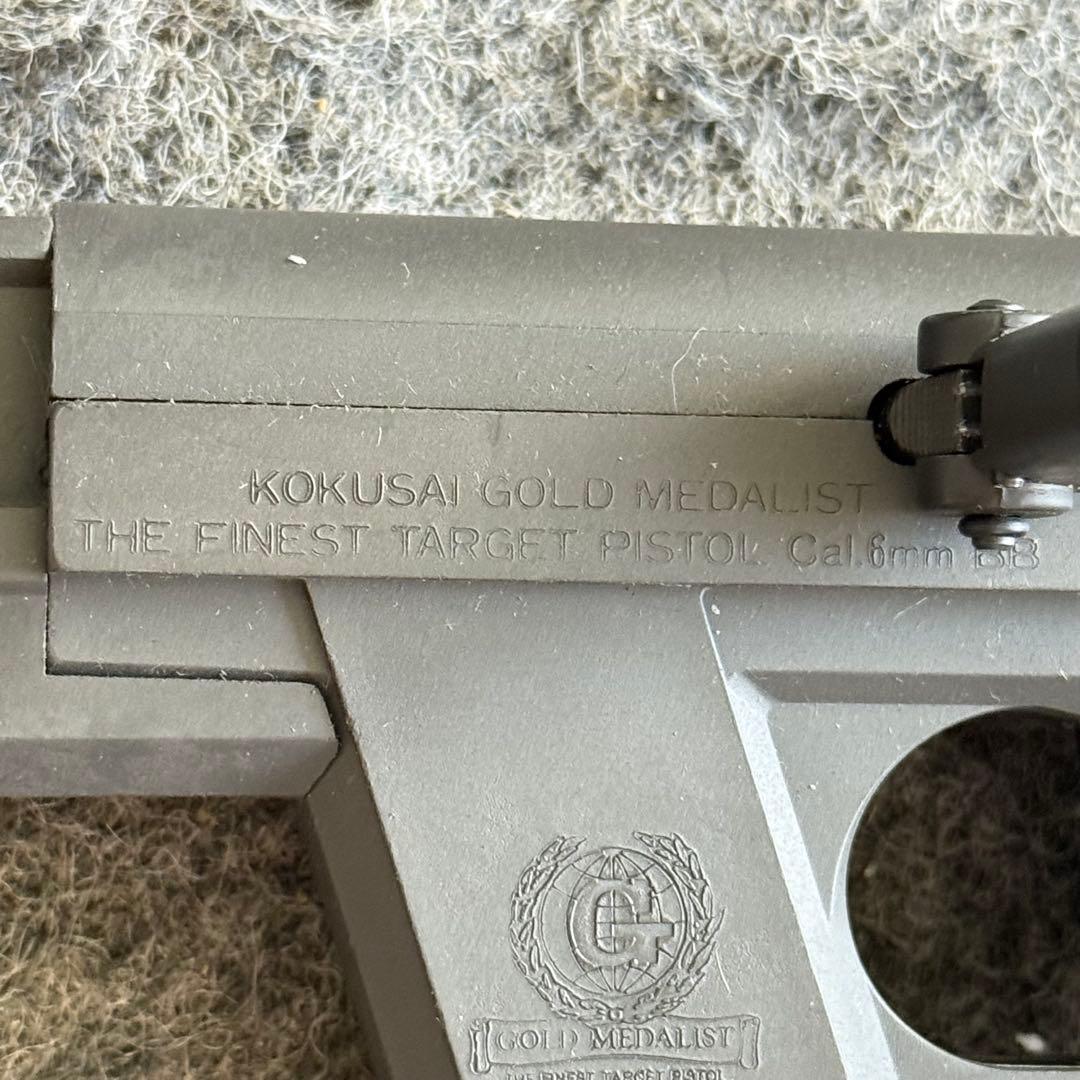 KOKUSAI GOLD MEDALIST
THE FINEST TARGET PISTOL Cal.6mm BB
G
GOLD MEDALIST
THE FINEST TARGET PISTOL